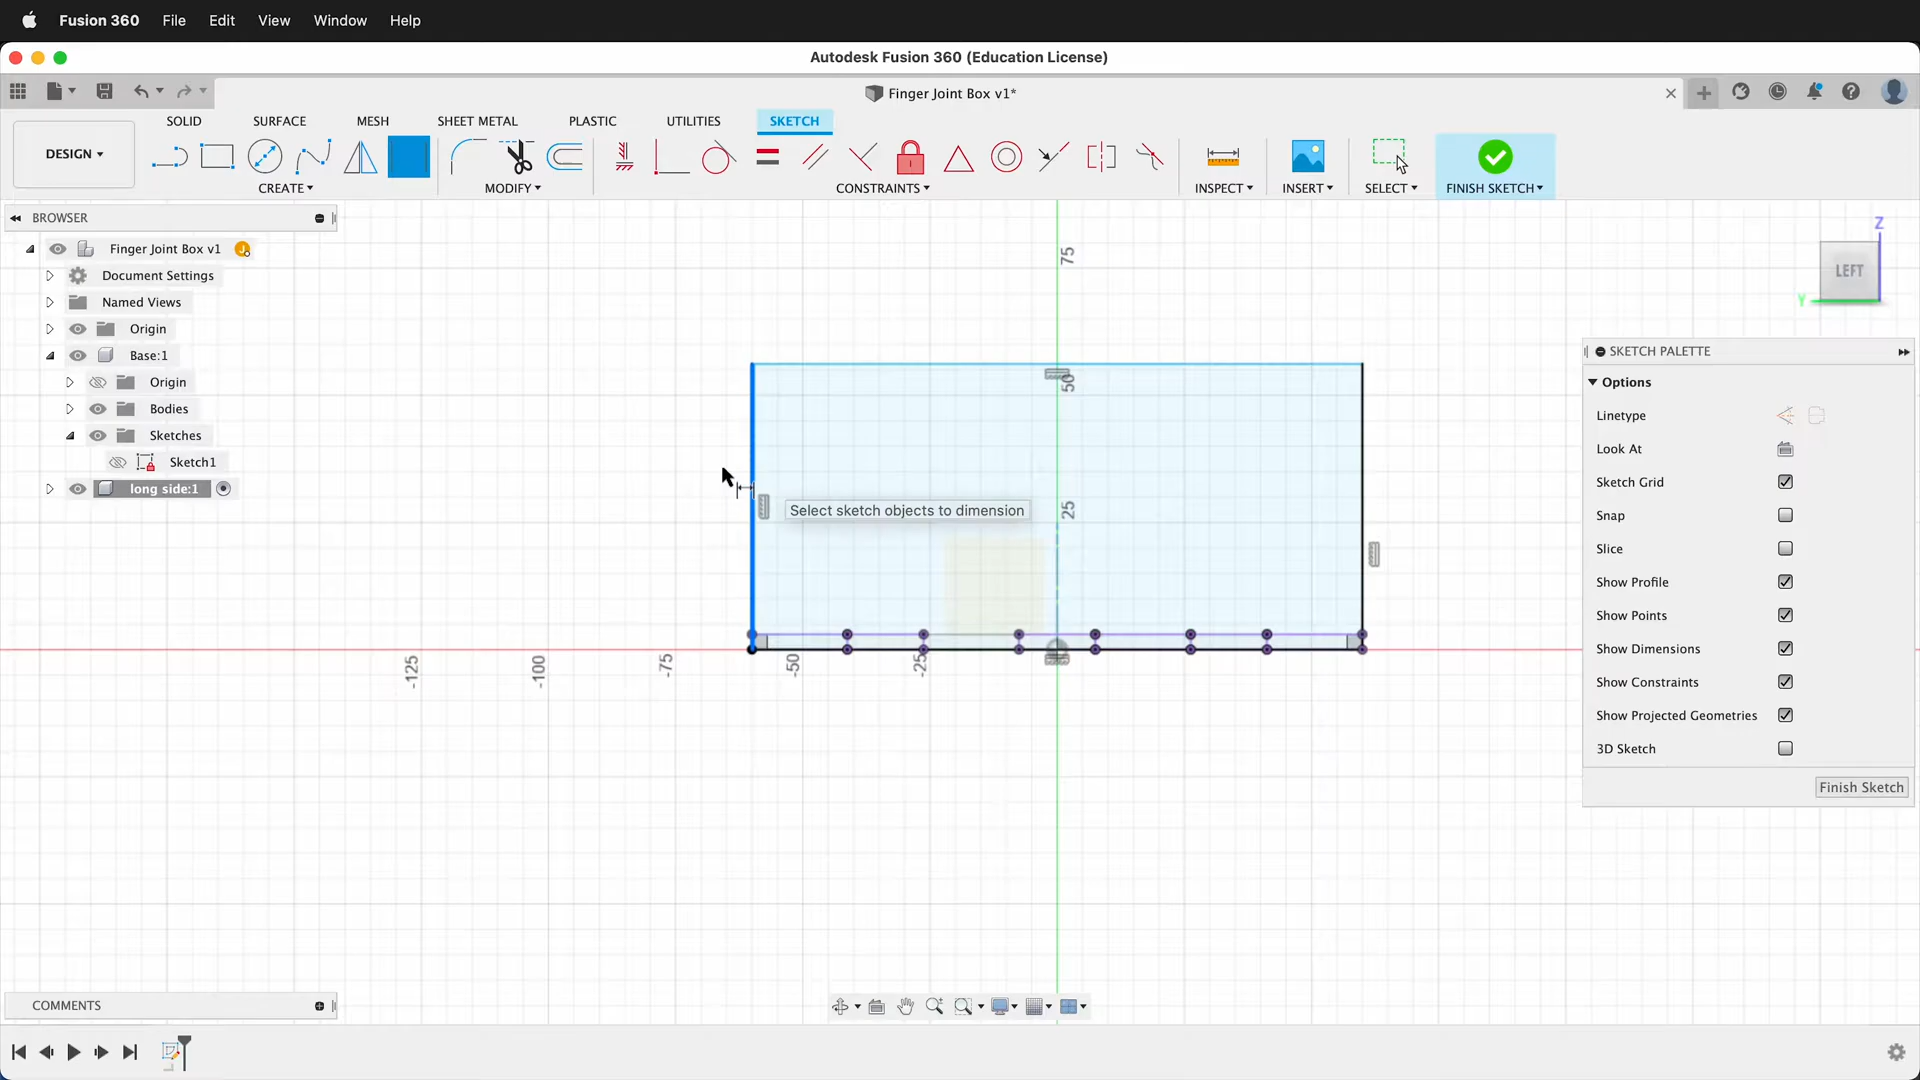 Fusion 360 File Edit View Window Help
Autodesk Fusion 360 (Education License)
Finger Joint Box v1*
SOLID SURFACE MESH SHEET METAL PLASTIC UTILITIES SKETCH
DESIGN
CREATE MODIFY CONSTRAINTS INSPECT INSERT SELECT FINISH SKETCH
BROWSER
Finger Joint Box v1
Document Settings
Named Views
Origin
Base:1
Origin
Bodies
Sketches
Sketch1
long side:1
75
50
25
Select sketch objects to dimension
-125 -100 -75 -50 -25
Z
LEFT
Y
SKETCH PALETTE
Options
Linetype
Look At
Sketch Grid
Snap
Slice
Show Profile
Show Points
Show Dimensions
Show Constraints
Show Projected Geometries
3D Sketch
Finish Sketch
COMMENTS